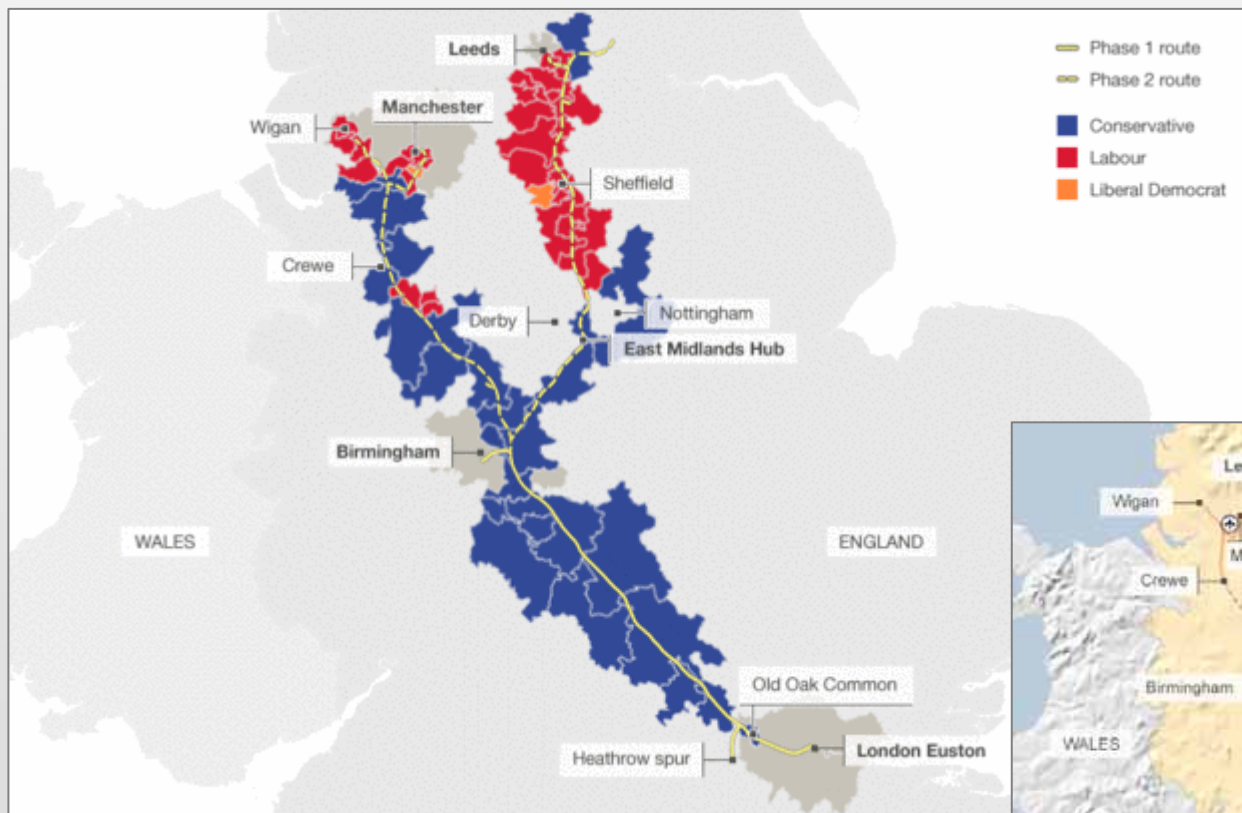 Leeds
Manchester
Wigan
Sheffield
Crewe
Derby
Nottingham
East Midlands Hub
Birmingham
WALES
ENGLAND
Old Oak Common
Heathrow spur
London Euston
Phase 1 route
Phase 2 route
Conservative
Labour
Liberal Democrat
Le
Wigan
M
Crewe
Birmingham
WALES